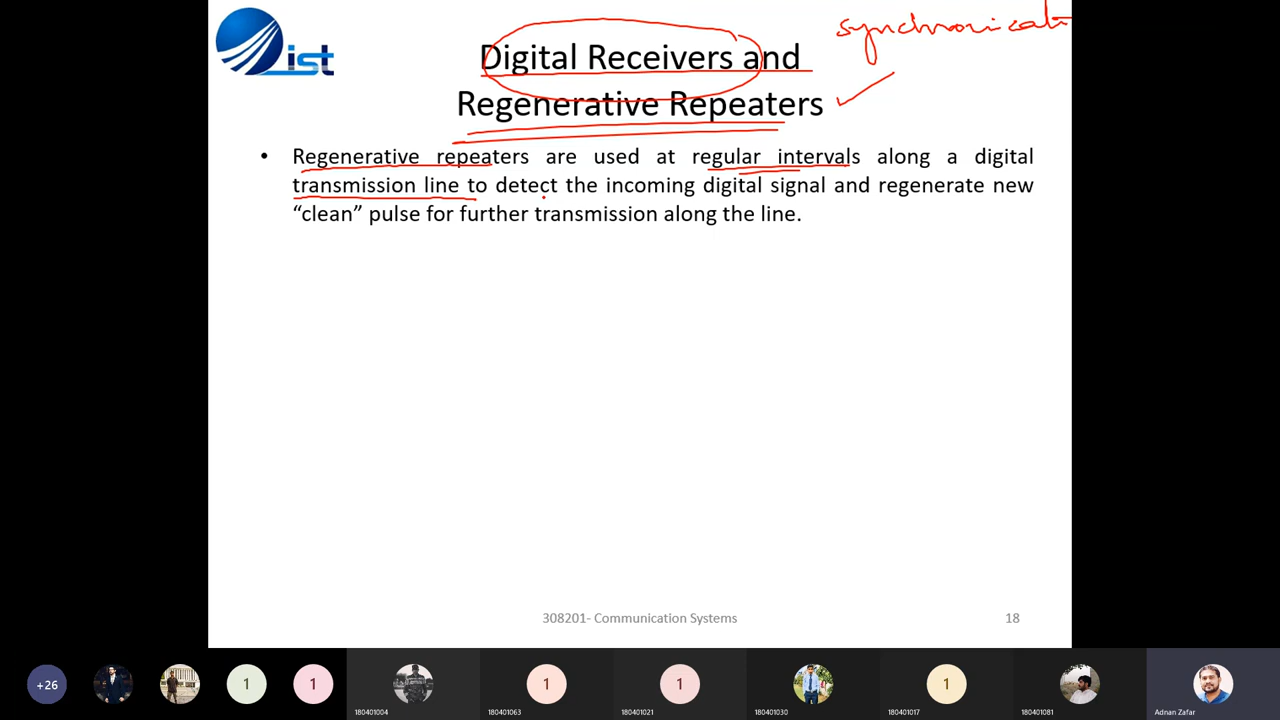 ist
synchronicati
Digital Receivers and
Regenerative Repeaters
• Regenerative repeaters are used at regular intervals along a digital
transmission line to detect the incoming digital signal and regenerate new
“clean” pulse for further transmission along the line.
308201- Communication Systems 18
+26 1 1 1 1 1
180401004 180401063 180401021 180401030 180401017 180401081 Adnan Zafar